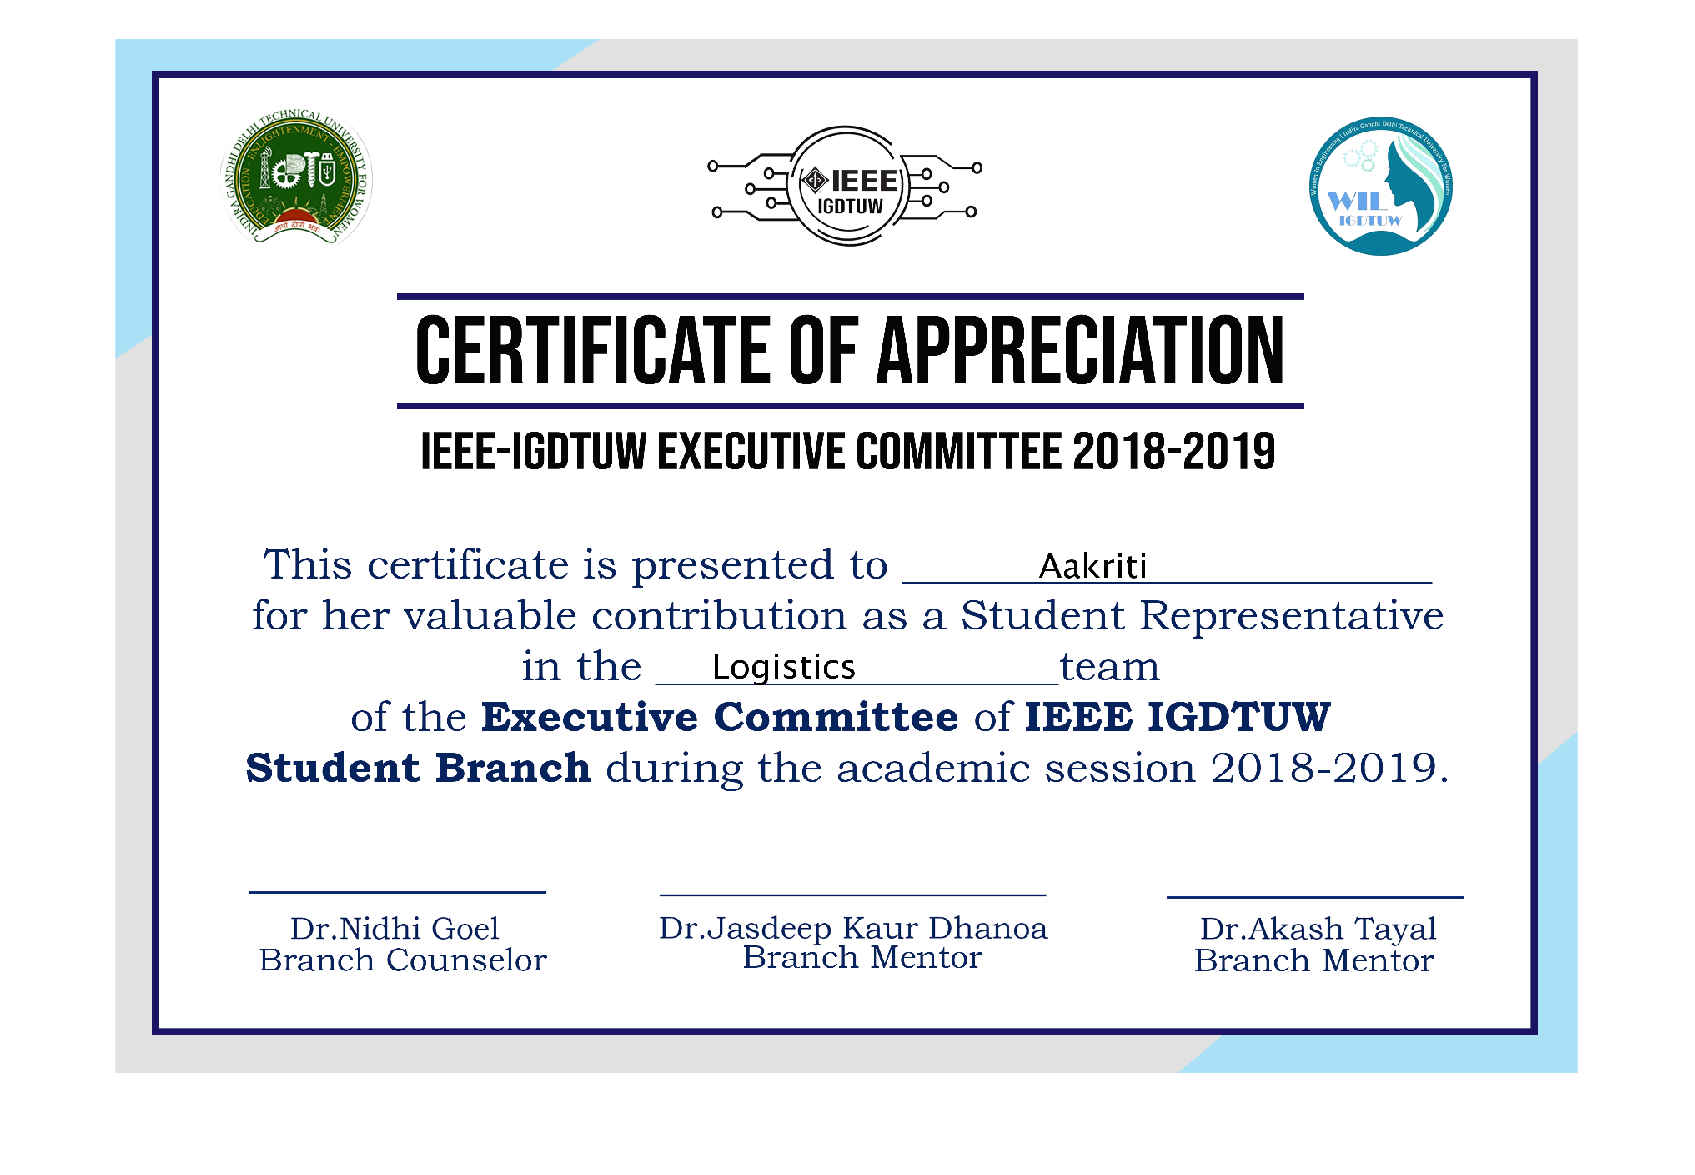 INDIRA GANDHI DELHI TECHNICAL UNIVERSITY FOR WOMEN
EDUCATION ENLIGHTENMENT - EMPOWERMENT
IEEE
IGDTUW
WIL
IGDTUW
CERTIFICATE OF APPRECIATION
IEEE-IGDTUW EXECUTIVE COMMITTEE 2018-2019
This certificate is presented to Aakriti
for her valuable contribution as a Student Representative
in the Logistics team
of the Executive Committee of IEEE IGDTUW
Student Branch during the academic session 2018-2019.
Dr.Nidhi Goel
Branch Counselor
Dr.Jasdeep Kaur Dhanoa
Branch Mentor
Dr.Akash Tayal
Branch Mentor